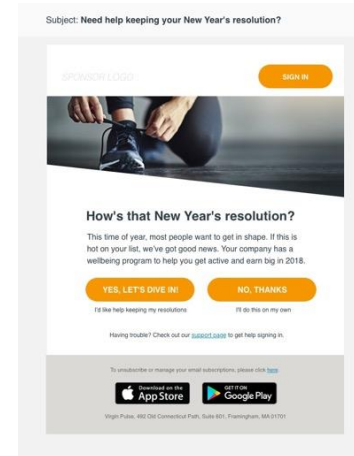 Subject: Need help keeping your New Year's resolution?
SPONSOR LOGO
SIGN IN
How's that New Year's resolution?
This time of year, most people want to get in shape. If this is
hot on your list, we've got good news. Your company has a
wellbeing program to help you get active and earn big in 2018.
YES, LET'S DIVE IN!
NO, THANKS
I'd like help keeping my resolutions
I'll do this on my own
Having trouble? Check out our support page to get help signing in.
To unsubscribe or manage your email subscriptions, please click here.
Download on the
App Store
GET IT ON
Google Play
Virgin Pulse, 492 Old Connecticut Path, Suite 601, Framingham, MA 01701